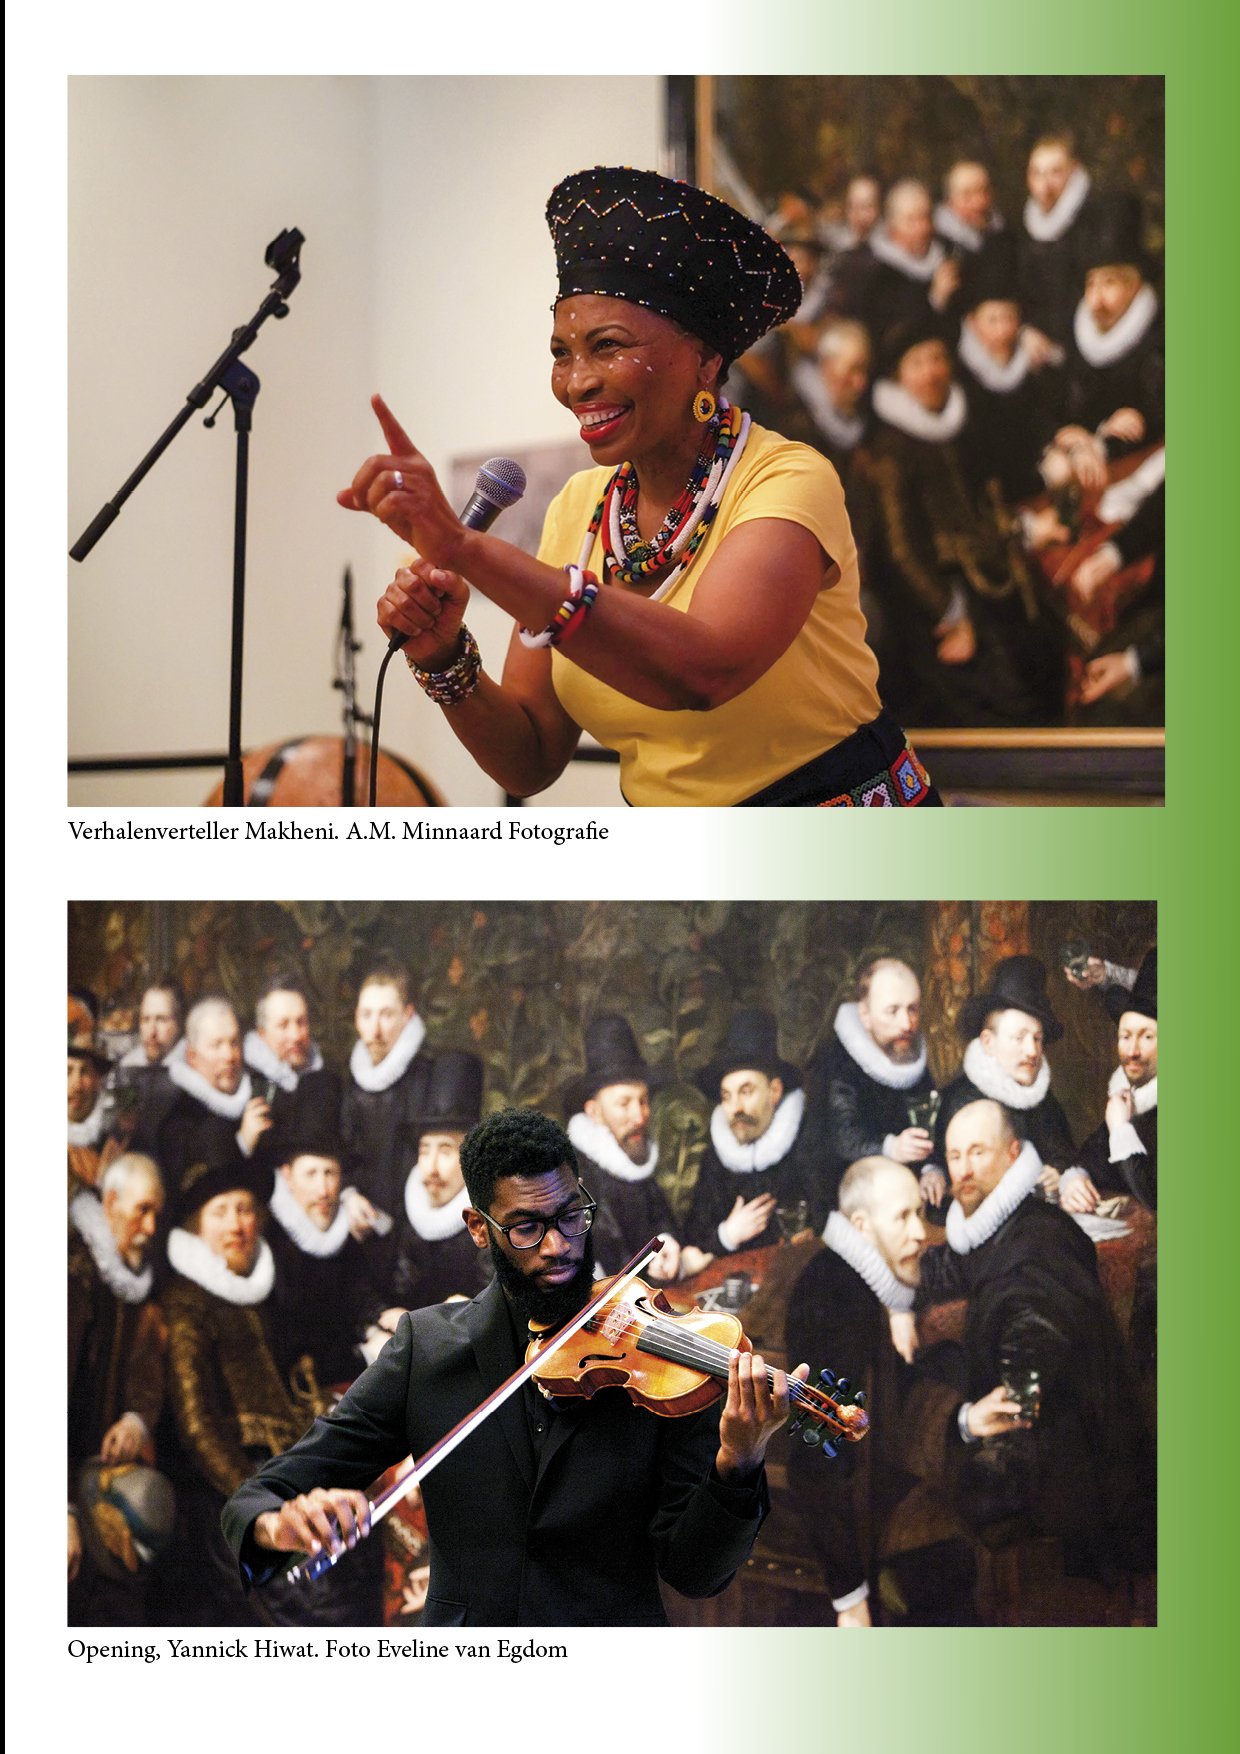 Verhalenverteller Makheni. A.M. Minnaard Fotografie
Opening, Yannick Hiwat. Foto Eveline van Egdom